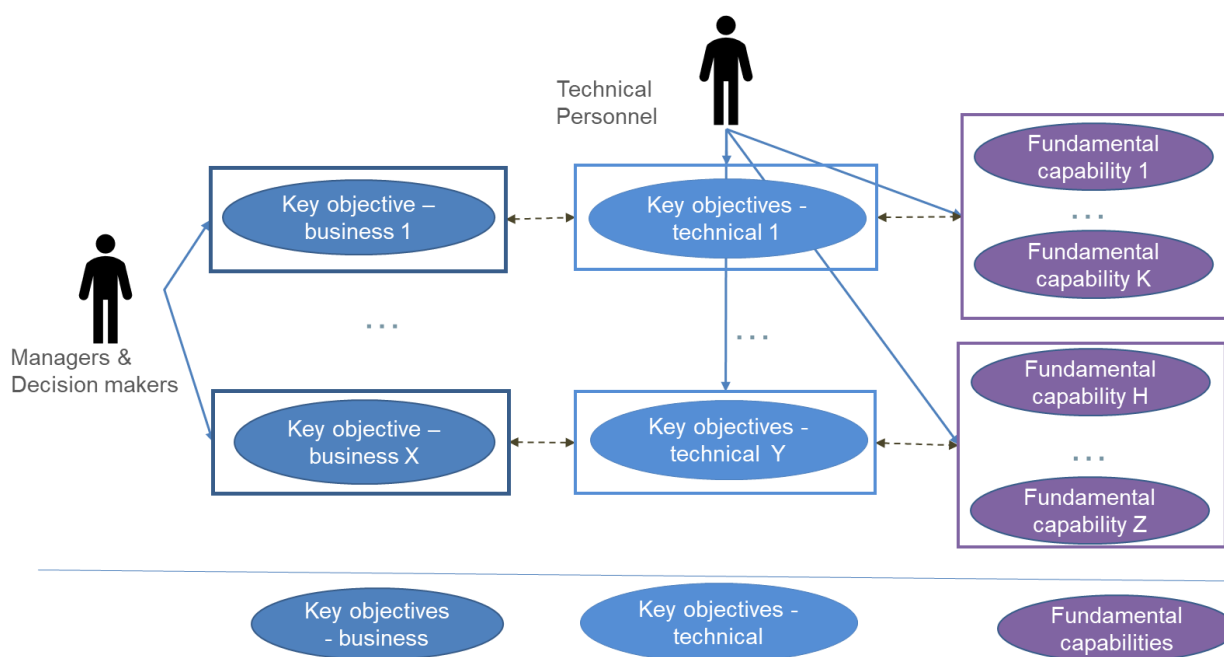 Technical
Personnel
Fundamental
capability 1
Key objective –
business 1
Key objectives -
technical 1
...
Fundamental
capability K
...
...
Managers &
Decision makers
Fundamental
capability H
Key objective –
business X
Key objectives -
technical Y
...
Fundamental
capability Z
Key objectives
- business
Key objectives -
technical
Fundamental
capabilities